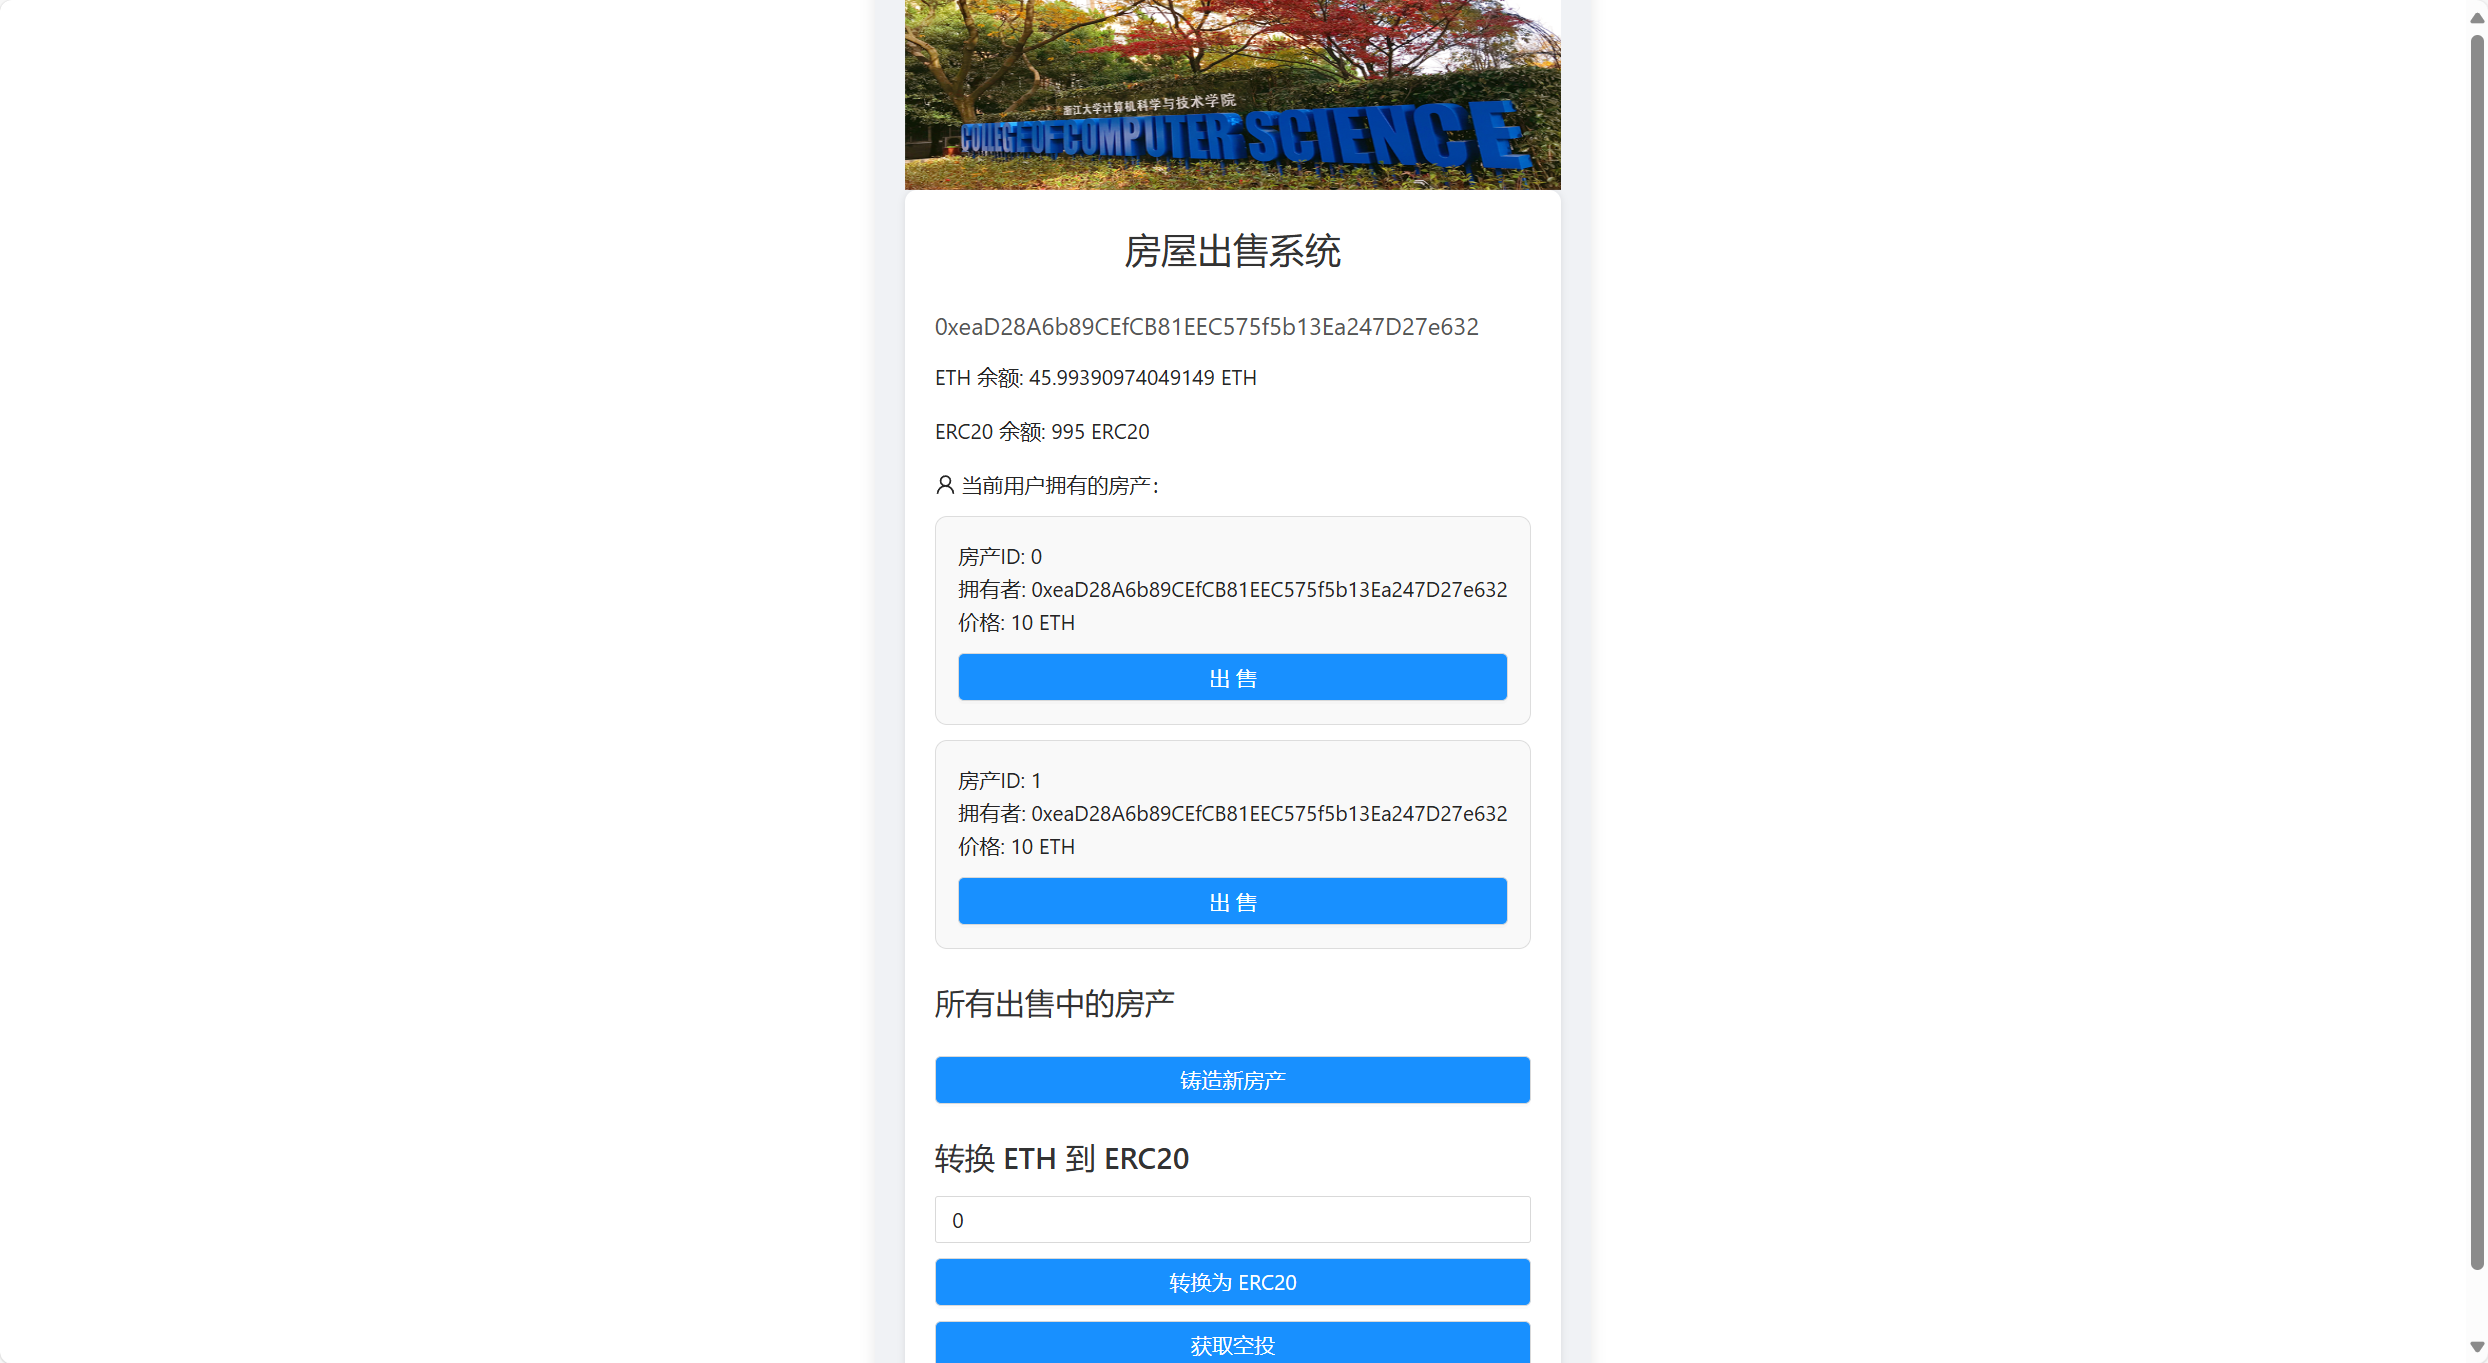 浙江大学计算机科学与技术学院
COLLEGE OF COMPUTER SCIENCE
房屋出售系统
0xeaD28A6b89CEfCB81EEC575f5b13Ea247D27e632
ETH 余额: 45.99390974049149 ETH
ERC20 余额: 995 ERC20
当前用户拥有的房产：
房产ID: 0
拥有者: 0xeaD28A6b89CEfCB81EEC575f5b13Ea247D27e632
价格: 10 ETH
出 售
房产ID: 1
拥有者: 0xeaD28A6b89CEfCB81EEC575f5b13Ea247D27e632
价格: 10 ETH
出 售
所有出售中的房产
铸造新房产
转换 ETH 到 ERC20
0
转换为 ERC20
获取空投